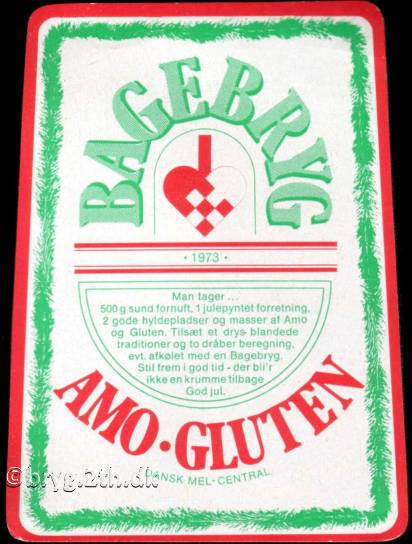 BAGEBRYG
· 1973 ·
Man tager ...
500 g sund fornuft, 1 julepyntet forretning,
2 gode hyldepladser og masser af Amo
og Gluten. Tilsæt et drys blandede
traditioner og to dråber beregning,
evt. afkølet med en Bagebryg.
Stil frem i god tid - der bli'r
ikke en krumme tilbage
God jul.
AMO · GLUTEN
DANSK MEL-CENTRAL
©bryg.2th.dk